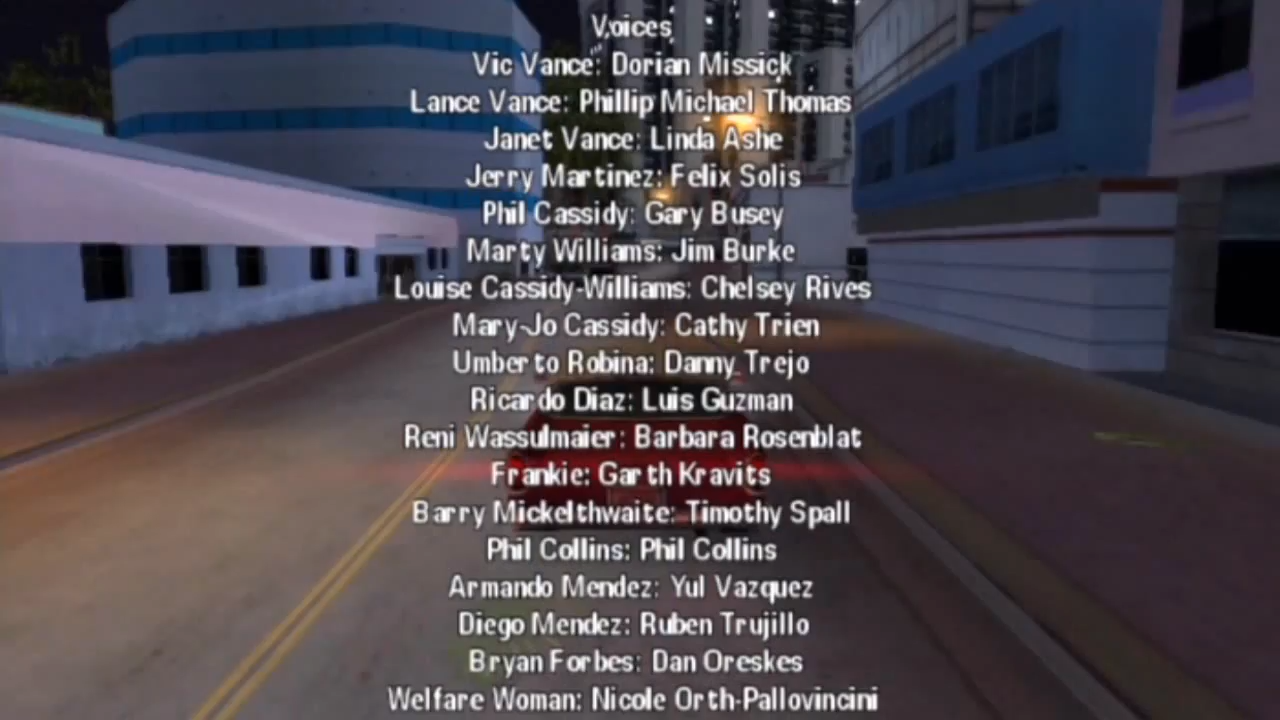 Voices
Vic Vance: Dorian Missick
Lance Vance: Phillip Michael Thomas
Janet Vance: Linda Ashe
Jerry Martinez: Felix Solis
Phil Cassidy: Gary Busey
Marty Williams: Jim Burke
Louise Cassidy-Williams: Chelsey Rives
Mary-Jo Cassidy: Cathy Trien
Umberto Robina: Danny Trejo
Ricardo Diaz: Luis Guzman
Reni Wassulmaier: Barbara Rosenblat
Frankie: Garth Kravits
Barry Mickelthwaite: Timothy Spall
Phil Collins: Phil Collins
Armando Mendez: Yul Vazquez
Diego Mendez: Ruben Trujillo
Bryan Forbes: Dan Oreskes
Welfare Woman: Nicole Orth-Pallovincini